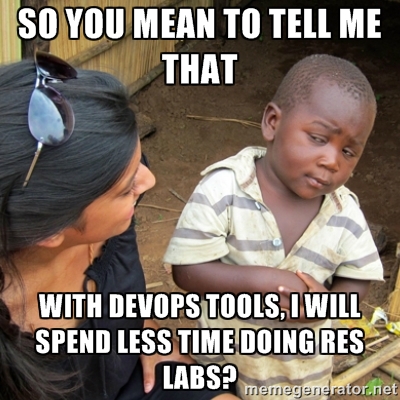 SO YOU MEAN TO TELL ME
THAT
WITH DEVOPS TOOLS, I WILL
SPEND LESS TIME DOING RES
LABS?
memegenerator.net